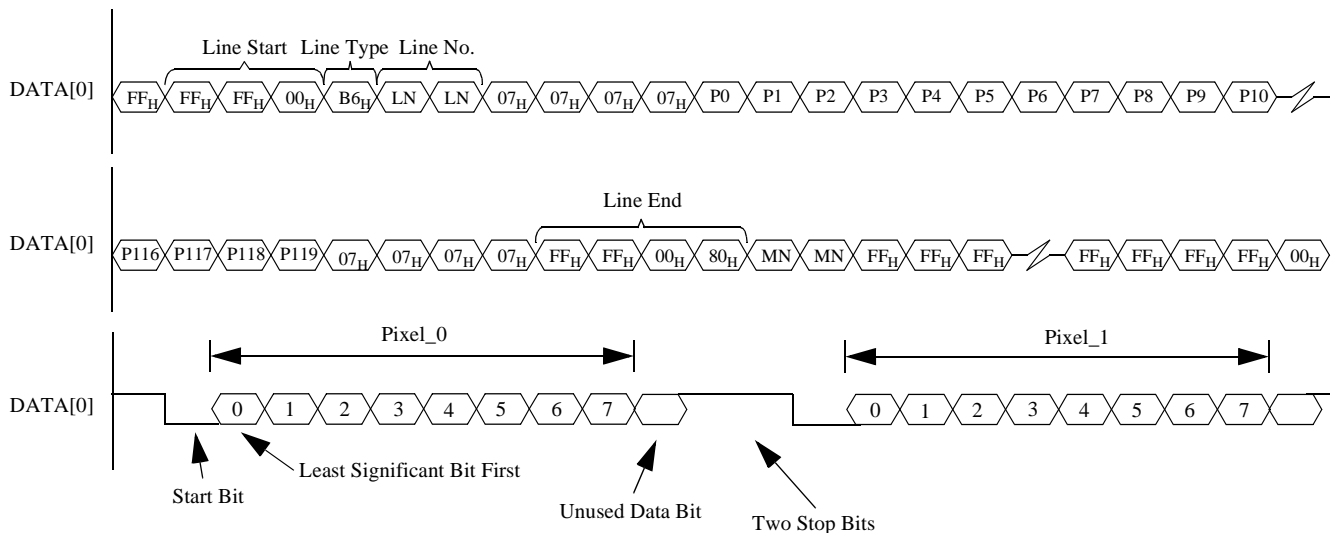 Line Start Line Type Line No.
DATA[0] FFH FFH FFH 00H B6H LN LN 07H 07H 07H 07H P0 P1 P2 P3 P4 P5 P6 P7 P8 P9 P10
Line End
DATA[0] P116 P117 P118 P119 07H 07H 07H 07H FFH FFH 00H 80H MN MN FFH FFH FFH FFH FFH FFH FFH 00H
Pixel_0 Pixel_1
DATA[0] 0 1 2 3 4 5 6 7 0 1 2 3 4 5 6 7
Least Significant Bit First
Start Bit Unused Data Bit Two Stop Bits